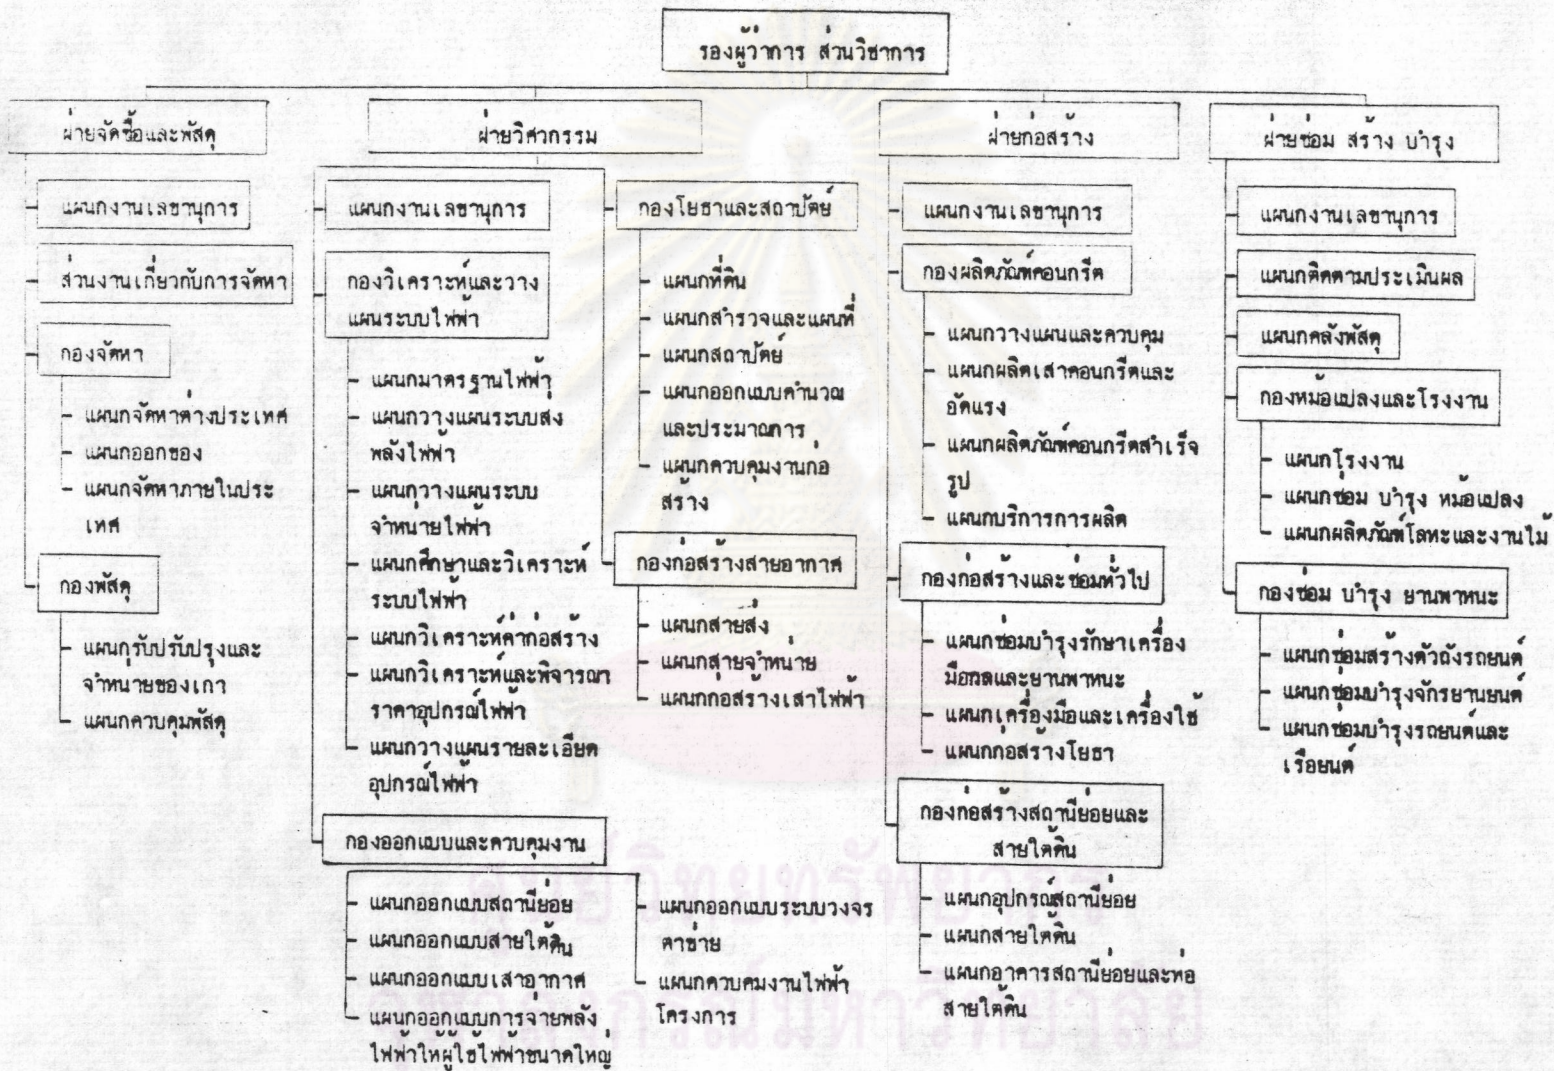 รองผู้ว่าการ ส่วนวิชาการ
ฝ่ายจัดซื้อและพัสดุ
แผนกงานเลขานุการ
ส่วนงานเกี่ยวกับการจัดหา
กองจัดหา
- แผนกจัดหาต่างประเทศ
- แผนกออกของ
- แผนกจัดหาภายในประ
เทศ
กองพัสดุ
- แผนกรับปรับปรุงและ
จำหน่ายของเก่า
- แผนกควบคุมพัสดุ
ฝ่ายวิศวกรรม
แผนกงานเลขานุการ
กองวิเคราะห์และวาง
แผนระบบไฟฟ้า
- แผนกมาตรฐานไฟฟ้า
- แผนกวางแผนระบบส่ง
พลังไฟฟ้า
- แผนกวางแผนระบบ
จำหน่ายไฟฟ้า
- แผนกศึกษาและวิเคราะห์
ระบบไฟฟ้า
- แผนกวิเคราะห์ค่าก่อสร้าง
- แผนกวิเคราะห์และพิจารณา
ราคาอุปกรณ์ไฟฟ้า
- แผนกวางแผนรายละเอียด
อุปกรณ์ไฟฟ้า
กองออกแบบและควบคุมงาน
- แผนกออกแบบสถานีย่อย
- แผนกออกแบบสายใต้ดิน
- แผนกออกแบบเสาอากาศ
- แผนกออกแบบการจ่ายพลัง
ไฟฟ้าให้ผู้ใช้ไฟฟ้าขนาดใหญ่
- แผนกออกแบบระบบวงจร
ตาข่าย
- แผนกควบคุมงานไฟฟ้า
โครงการ
กองโยธาและสถาปัตย์
- แผนกที่ดิน
- แผนกสำรวจและแผนที่
- แผนกสถาปัตย์
- แผนกออกแบบคำนวณ
และประมาณการ
- แผนกควบคุมงานก่อ
สร้าง
กองก่อสร้างสายอากาศ
- แผนกสายส่ง
- แผนกสายจำหน่าย
- แผนกก่อสร้างเสาไฟฟ้า
ฝ่ายก่อสร้าง
แผนกงานเลขานุการ
กองผลิตภัณฑ์คอนกรีต
- แผนกวางแผนและควบคุม
- แผนกผลิตเสาคอนกรีตและ
อัดแรง
- แผนกผลิตภัณฑ์คอนกรีตสำเร็จ
รูป
- แผนกบริการการผลิต
กองก่อสร้างและซ่อมทั่วไป
- แผนกซ่อมบำรุงรักษาเครื่อง
มือกลและยานพาหนะ
- แผนกเครื่องมือและเครื่องใช้
- แผนกก่อสร้างโยธา
กองก่อสร้างสถานีย่อยและ
สายใต้ดิน
- แผนกอุปกรณ์สถานีย่อย
- แผนกสายใต้ดิน
- แผนกอาคารสถานีย่อยและท่อ
สายใต้ดิน
ฝ่ายซ่อม สร้าง บำรุง
แผนกงานเลขานุการ
แผนกติดตามประเมินผล
แผนกคลังพัสดุ
กองหม้อแปลงและโรงงาน
- แผนกโรงงาน
- แผนกซ่อม บำรุง หม้อแปลง
- แผนกผลิตภัณฑ์โลหะและงานไม้
กองซ่อม บำรุง ยานพาหนะ
- แผนกซ่อมสร้างตัวถังรถยนต์
- แผนกซ่อมบำรุงจักรยานยนต์
- แผนกซ่อมบำรุงรถยนต์และ
เรือยนต์
ศูนย์วิทยทรัพยากร
จุฬาลงกรณ์มหาวิทยาลัย